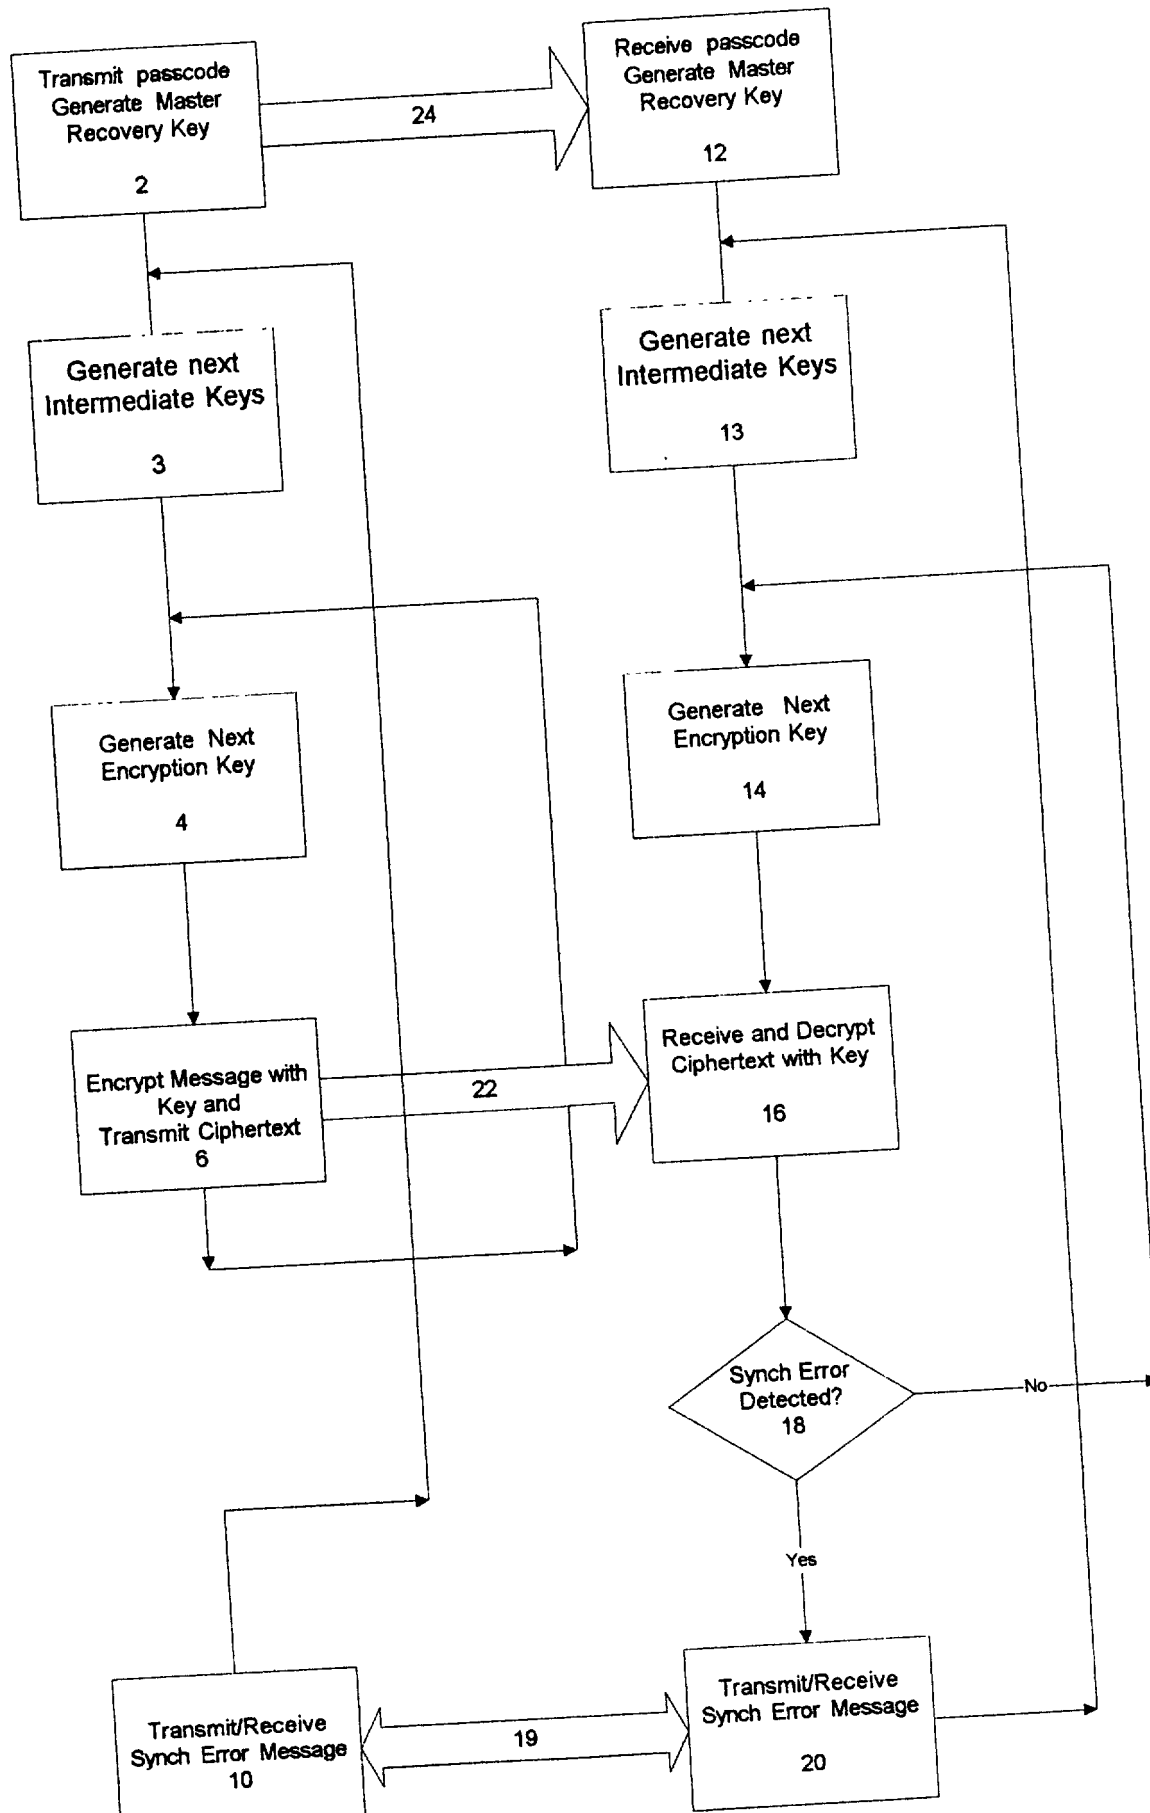 Transmit passcode
Generate Master
Recovery Key
2
24
Receive passcode
Generate Master
Recovery Key
12
Generate next
Intermediate Keys
3
Generate next
Intermediate Keys
13
Generate Next
Encryption Key
4
Generate Next
Encryption Key
14
Encrypt Message with
Key and
Transmit Ciphertext
6
22
Receive and Decrypt
Ciphertext with Key
16
Synch Error
Detected?
18
No
Yes
Transmit/Receive
Synch Error Message
10
19
Transmit/Receive
Synch Error Message
20